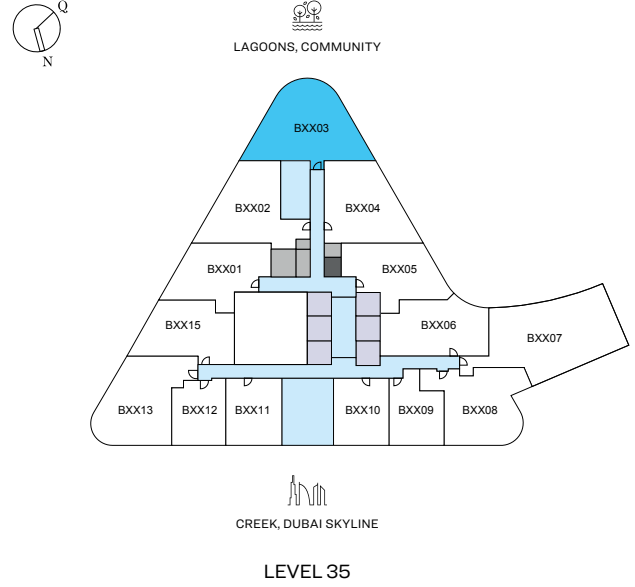 Q
N
LAGOONS, COMMUNITY
BXX03
BXX02
BXX04
BXX01
BXX05
BXX15
BXX06
BXX07
BXX13
BXX12
BXX11
BXX10
BXX09
BXX08
CREEK, DUBAI SKYLINE
LEVEL 35